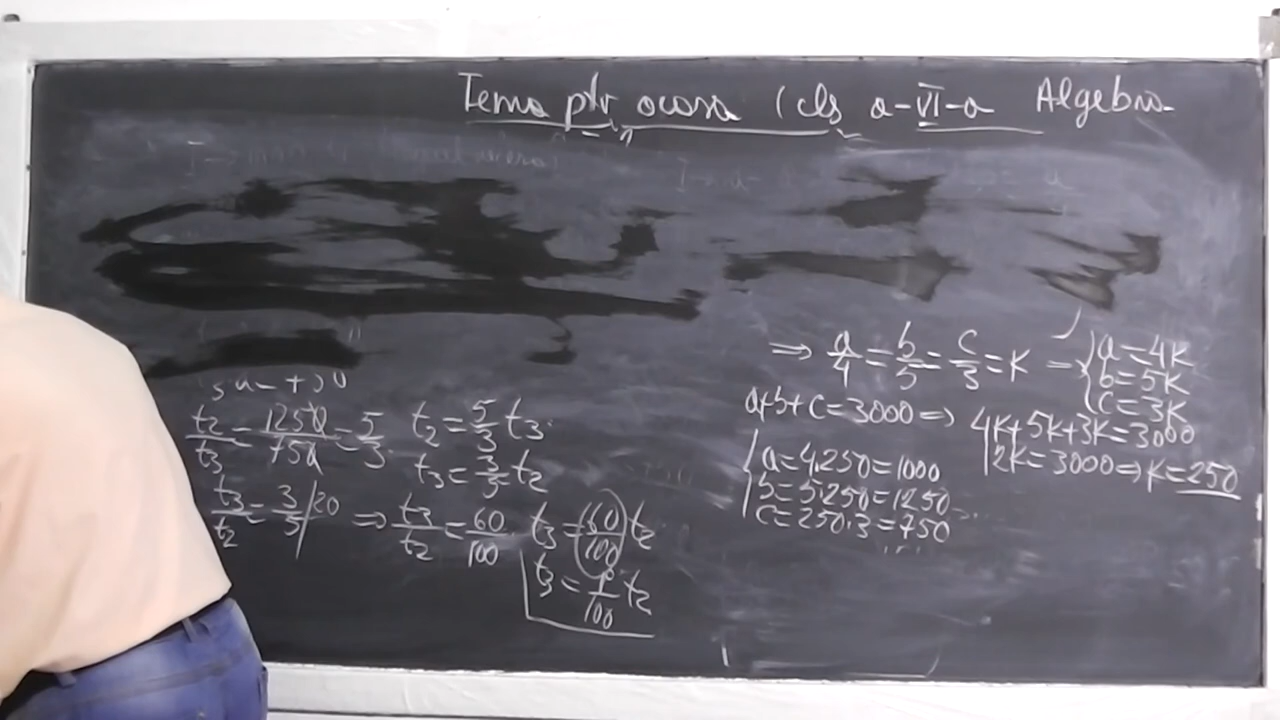 Tema ptr acasa (cls a-VI-a Algebra
t2/t3 = 1250/750 = 5/3 t2 = 5/3 t3.
t3 = 3/5 t2
t3/t2 = 3/5 /20 => t3/t2 = 60/100 t3 = (60/100) t2
t3 = p/100 t2
=> a/4 = b/5 = c/3 = K = { a = 4K
b = 5K
c = 3K
a+b+c = 3000 => 4K+5K+3K = 3000
12K = 3000 => K = 250
{ a = 4.250 = 1000
b = 5.250 = 1250
c = 250.3 = 750